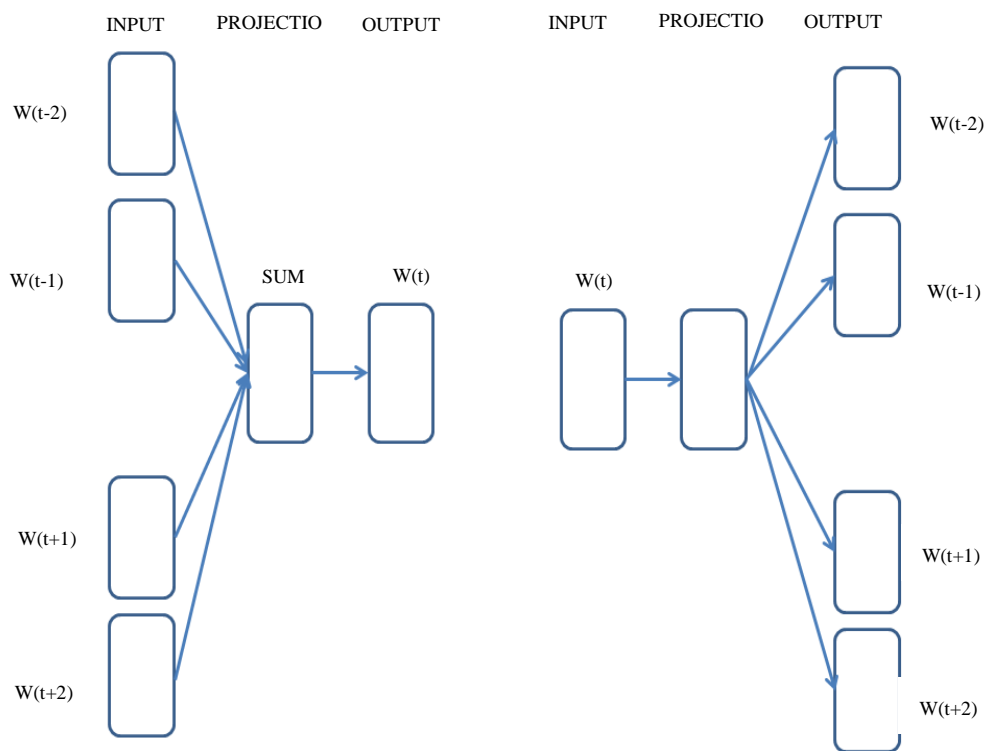 INPUT PROJECTIO OUTPUT
W(t-2)
W(t-1)
SUM W(t)
W(t+1)
W(t+2)
INPUT PROJECTIO OUTPUT
W(t-2)
W(t-1)
W(t)
W(t+1)
W(t+2)